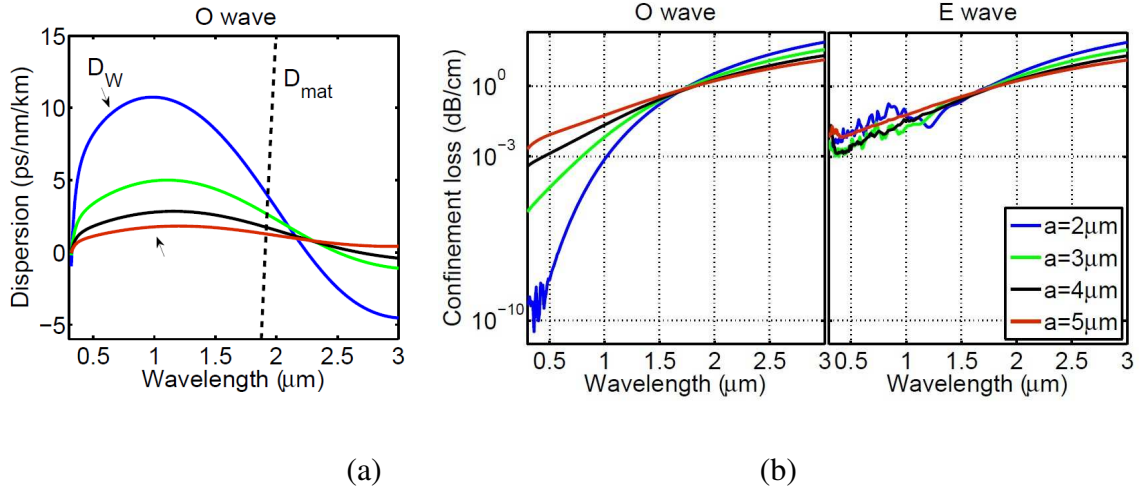 O wave
15
10
5
0
−5
0.5 1 1.5 2 2.5 3
Dispersion (ps/nm/km)
Wavelength (μm)
D_W
D_mat
(a)
O wave
E wave
10^0
10^−3
10^−10
Confinement loss (dB/cm)
0.5 1 1.5 2 2.5 3
Wavelength (μm)
0.5 1 1.5 2 2.5 3
Wavelength (μm)
a=2μm
a=3μm
a=4μm
a=5μm
(b)